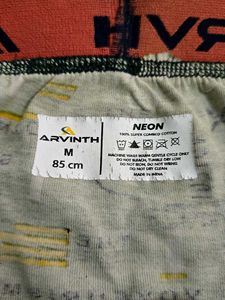 ARVINTH
M
85 cm
NEON
100% SUPER COMBED COTTON
MACHINE WASH WARM GENTLE CYCLE ONLY
DO NOT BLEACH, TUMBLE DRY LOW
DO NOT IRON, DO NOT WRING
DO NOT DRY CLEAN
MADE IN INDIA